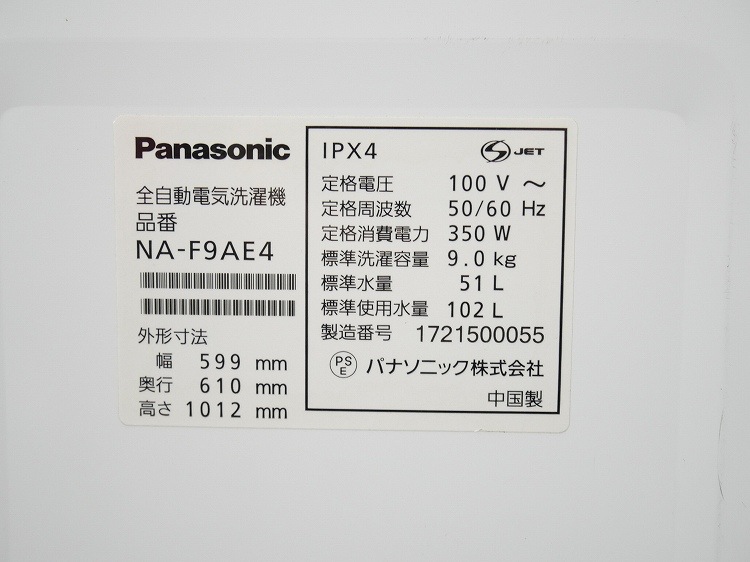 Panasonic
全自動電気洗濯機
品番
NA-F9AE4
外形寸法
幅 599 mm
奥行 610 mm
高さ 1012 mm
IPX4
S JET
定格電圧 100 V ～
定格周波数 50/60 Hz
定格消費電力 350 W
標準洗濯容量 9.0 kg
標準水量 51 L
標準使用水量 102 L
製造番号 1721500055
PS E パナソニック株式会社
中国製